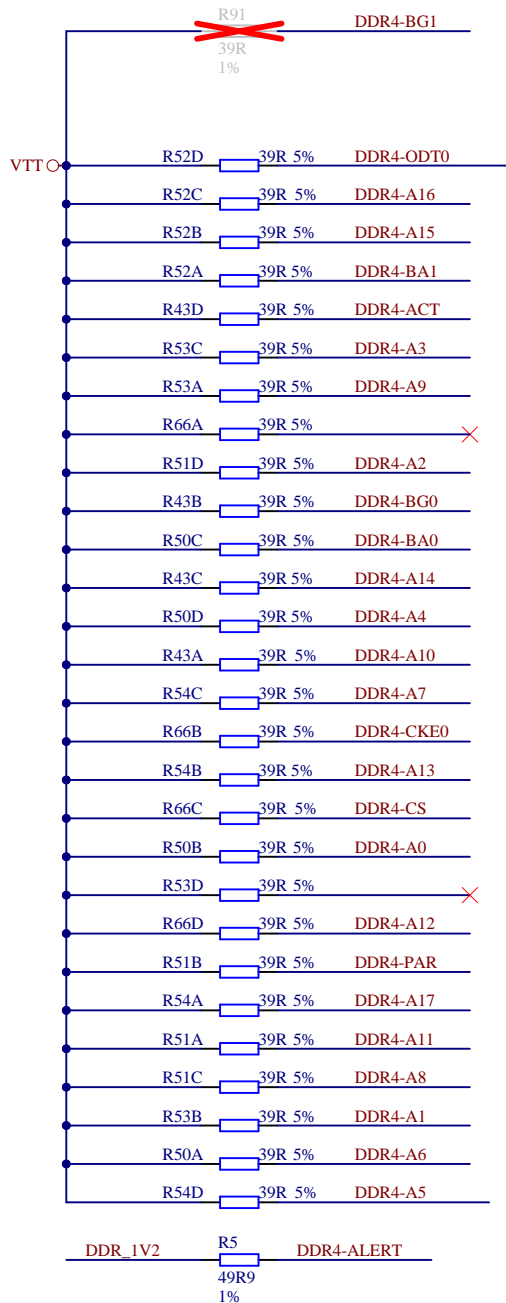 R91 DDR4-BG1
39R
1%
VTT R52D 39R 5% DDR4-ODT0
R52C 39R 5% DDR4-A16
R52B 39R 5% DDR4-A15
R52A 39R 5% DDR4-BA1
R43D 39R 5% DDR4-ACT
R53C 39R 5% DDR4-A3
R53A 39R 5% DDR4-A9
R66A 39R 5%
R51D 39R 5% DDR4-A2
R43B 39R 5% DDR4-BG0
R50C 39R 5% DDR4-BA0
R43C 39R 5% DDR4-A14
R50D 39R 5% DDR4-A4
R43A 39R 5% DDR4-A10
R54C 39R 5% DDR4-A7
R66B 39R 5% DDR4-CKE0
R54B 39R 5% DDR4-A13
R66C 39R 5% DDR4-CS
R50B 39R 5% DDR4-A0
R53D 39R 5%
R66D 39R 5% DDR4-A12
R51B 39R 5% DDR4-PAR
R54A 39R 5% DDR4-A17
R51A 39R 5% DDR4-A11
R51C 39R 5% DDR4-A8
R53B 39R 5% DDR4-A1
R50A 39R 5% DDR4-A6
R54D 39R 5% DDR4-A5
DDR_1V2 R5 DDR4-ALERT
49R9
1%